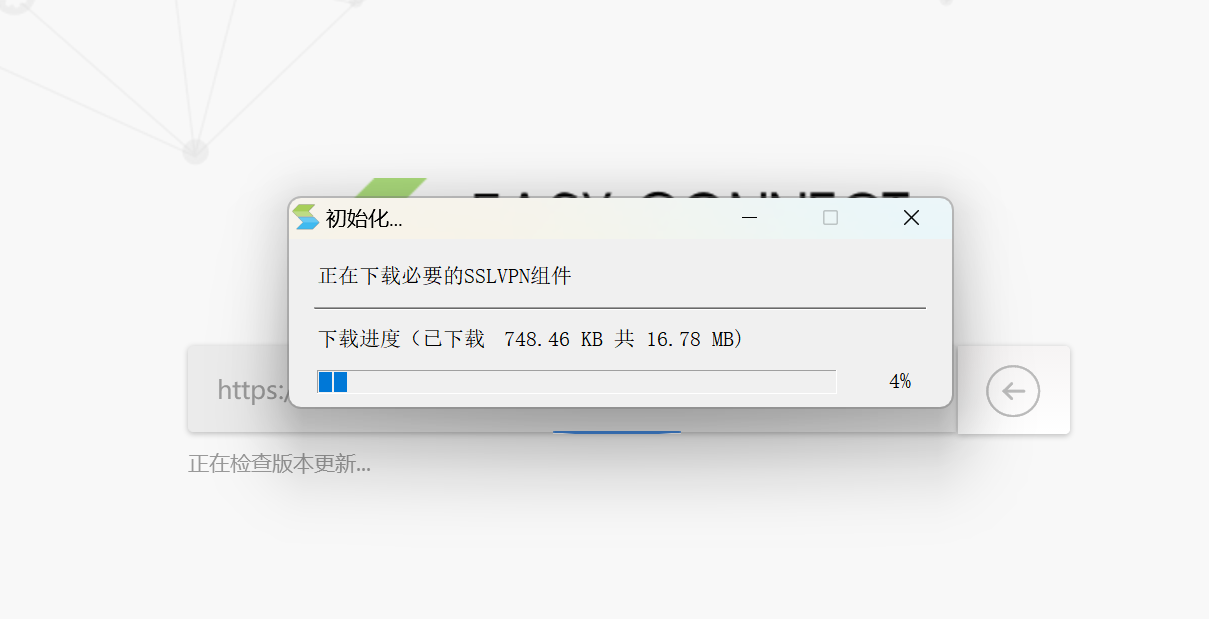 EASY CONNECT
初始化...
正在下载必要的SSLVPN组件
下载进度（已下载 748.46 KB 共 16.78 MB)
4%
https:/
正在检查版本更新...